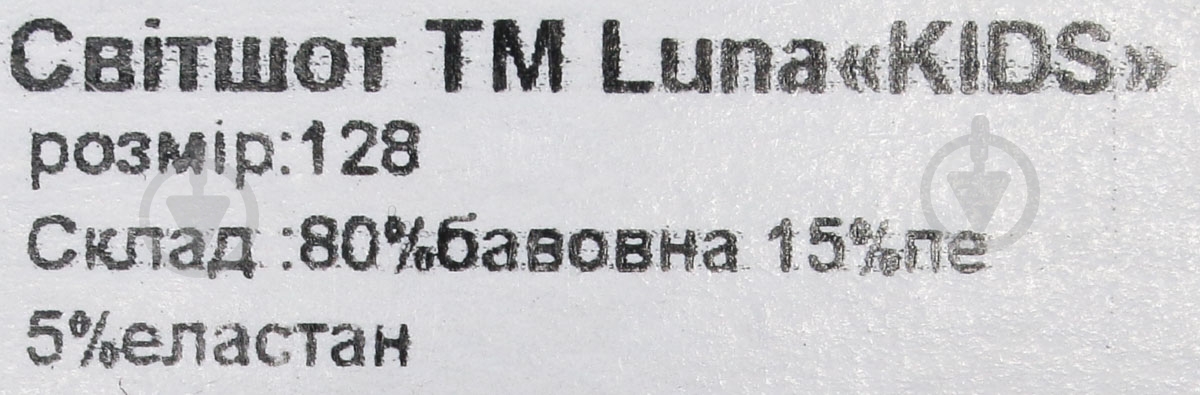 Світшот ТМ Luna«KIDS»
розмір:128
Склад :80%бавовна 15%пе
5%еластан